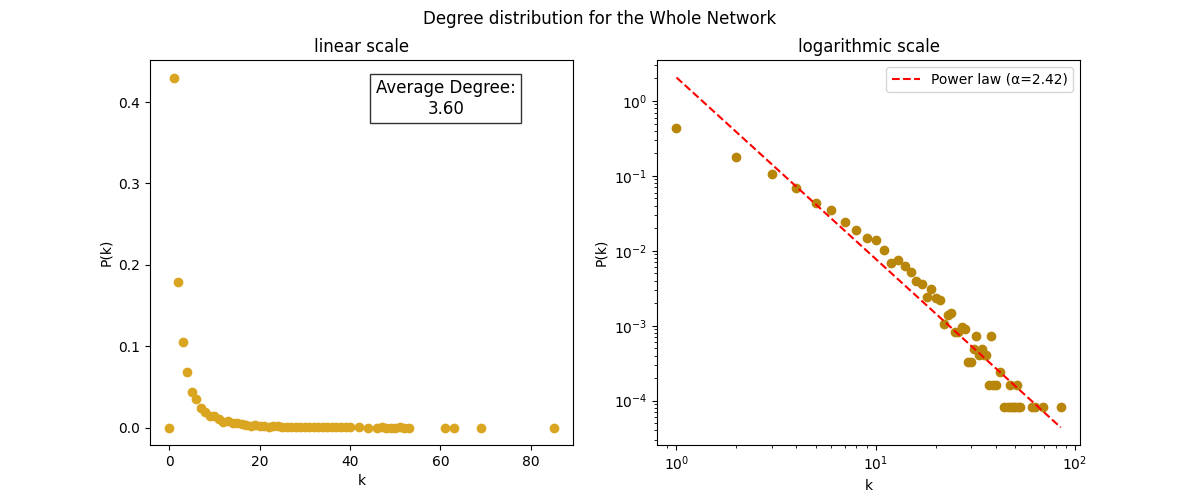 Degree distribution for the Whole Network
linear scale
P(k)
0.4
0.3
0.2
0.1
0.0
Average Degree:
3.60
0
20
40
60
80
k
logarithmic scale
P(k)
10⁰
10⁻¹
10⁻²
10⁻³
10⁻⁴
Power law (α=2.42)
10⁰
10¹
10²
k